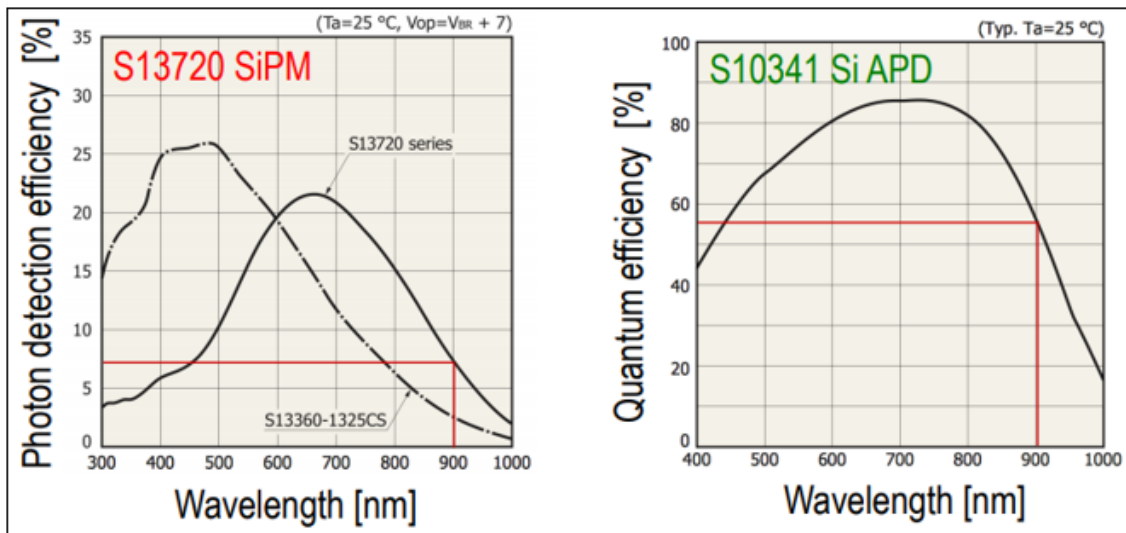 (Ta=25 °C, Vop=VBR + 7)
Photon detection efficiency [%]
S13720 SiPM
35
30
25
20
15
10
5
0
S13720 series
S13360-1325CS
300 400 500 600 700 800 900 1000
Wavelength [nm]
(Typ. Ta=25 °C)
Quantum efficiency [%]
S10341 Si APD
100
80
60
40
20
0
400 500 600 700 800 900 1000
Wavelength [nm]